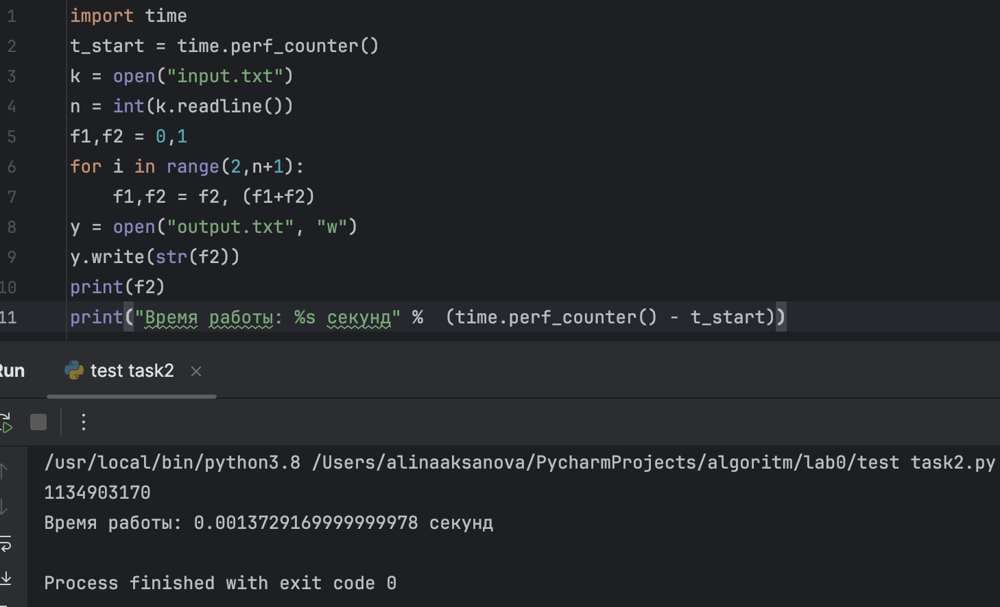 1 import time
2 t_start = time.perf_counter()
3 k = open("input.txt")
4 n = int(k.readline())
5 f1,f2 = 0,1
6 for i in range(2,n+1):
7     f1,f2 = f2, (f1+f2)
8 y = open("output.txt", "w")
9 y.write(str(f2))
10 print(f2)
11 print("Время работы: %s секунд" %  (time.perf_counter() - t_start))
Run test task2
/usr/local/bin/python3.8 /Users/alinaaksanova/PycharmProjects/algoritm/lab0/test task2.py
1134903170
Время работы: 0.0013729169999999978 секунд
Process finished with exit code 0